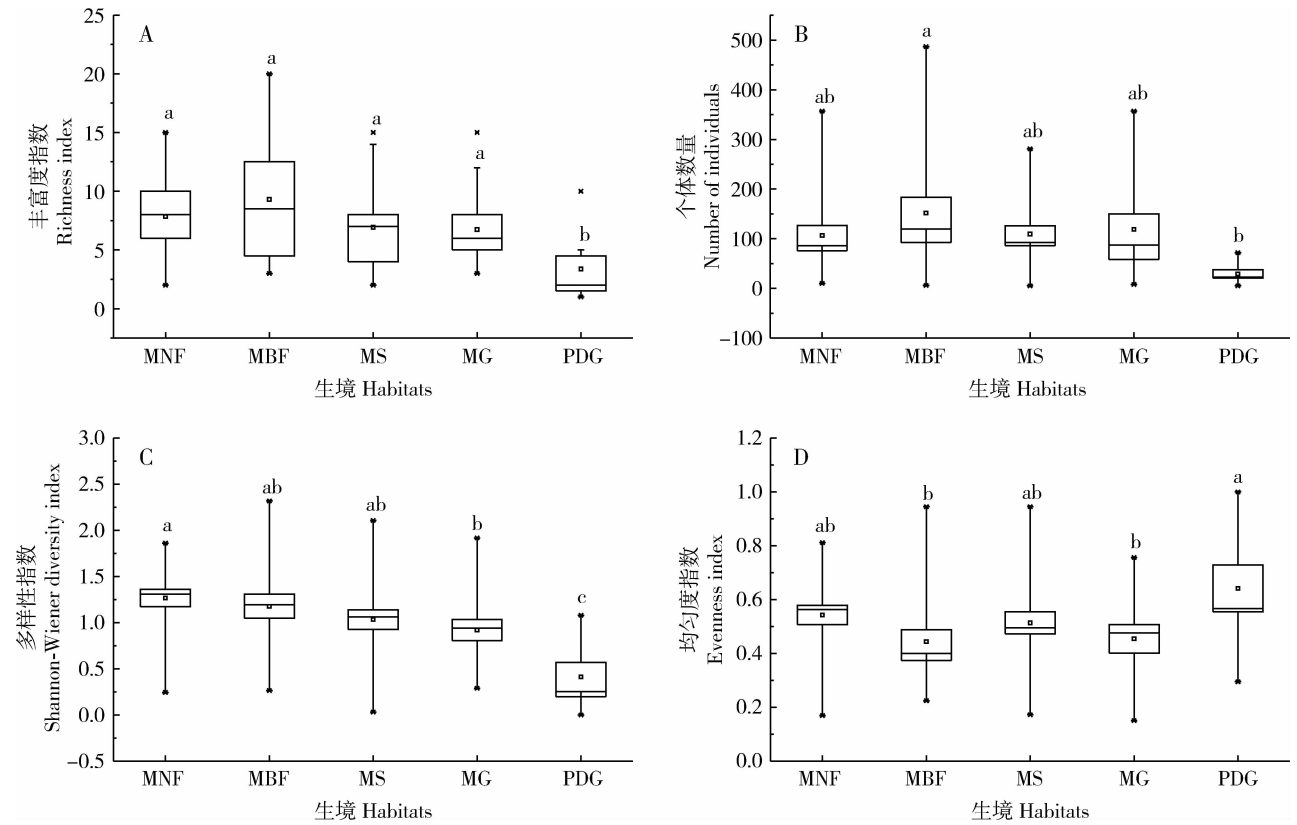 A
25
20
15
10
5
0
丰富度指数
Richness index
a
a
a
a
b
MNF
MBF
MS
MG
PDG
生境 Habitats
B
500
400
300
200
100
0
-100
个体数量
Number of individuals
ab
a
ab
ab
b
MNF
MBF
MS
MG
PDG
生境 Habitats
C
3.0
2.5
2.0
1.5
1.0
0.5
0.0
-0.5
多样性指数
Shannon-Wiener diversity index
a
ab
ab
b
c
MNF
MBF
MS
MG
PDG
生境 Habitats
D
1.2
1.0
0.8
0.6
0.4
0.2
0.0
均匀度指数
Evenness index
ab
b
ab
b
a
MNF
MBF
MS
MG
PDG
生境 Habitats